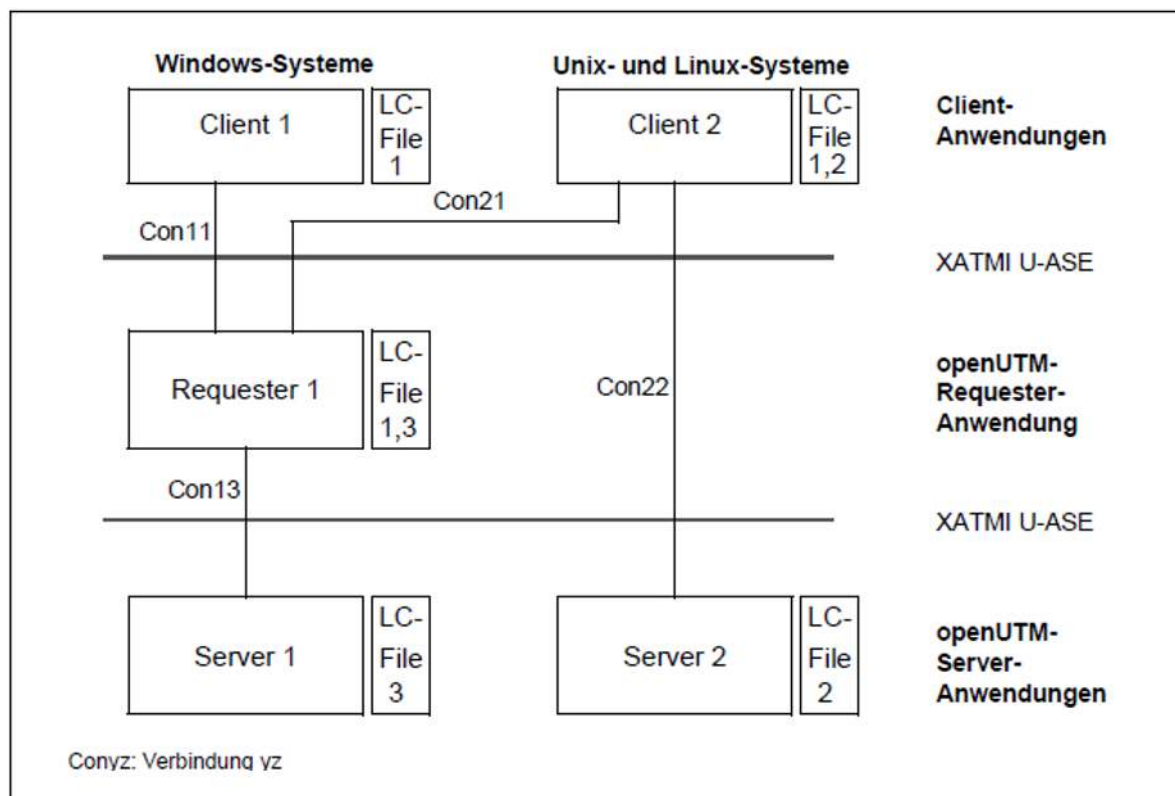 Windows-Systeme
Unix- und Linux-Systeme
Client 1
LC-
File
1
Client 2
LC-
File
1,2
Client-
Anwendungen
Con21
Con11
XATMI U-ASE
Requester 1
LC-
File
1,3
Con22
openUTM-
Requester-
Anwendung
Con13
XATMI U-ASE
Server 1
LC-
File
3
Server 2
LC-
File
2
openUTM-
Server-
Anwendungen
Conyz: Verbindung yz